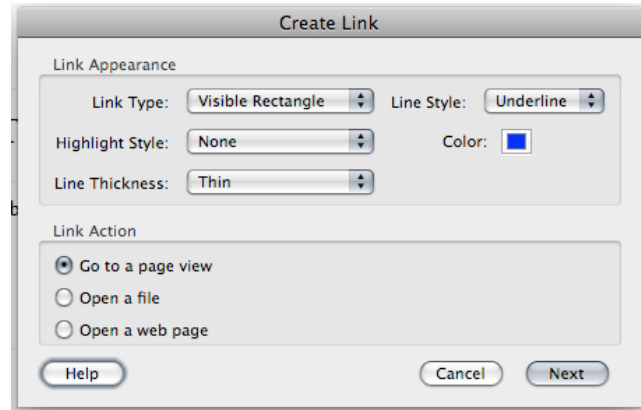 Create Link
Link Appearance
Link Type: Visible Rectangle Line Style: Underline
Highlight Style: None Color:
Line Thickness: Thin
b
Link Action
Go to a page view
Open a file
Open a web page
Help Cancel Next